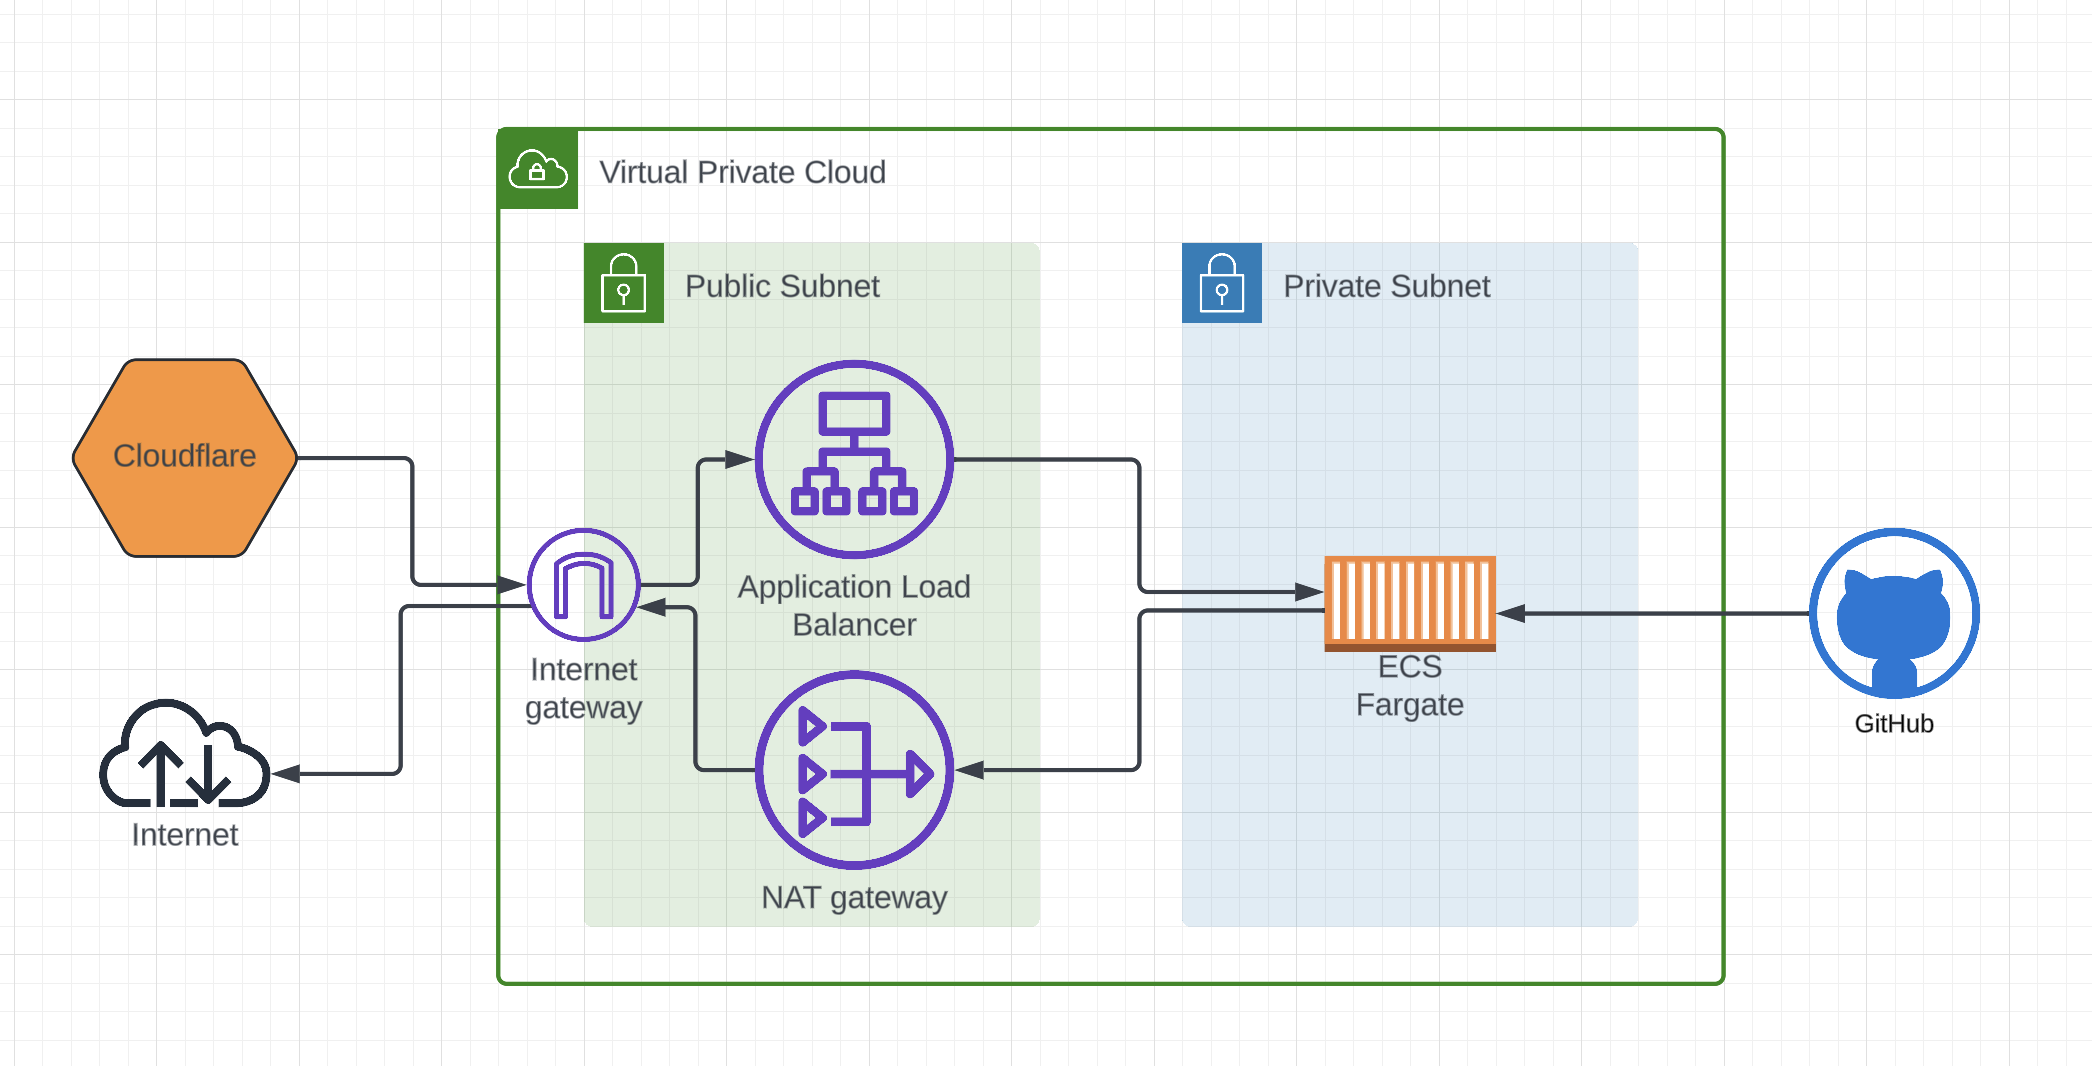 Virtual Private Cloud
Public Subnet
Private Subnet
Cloudflare
Application Load
Balancer
Internet
gateway
ECS
Fargate
GitHub
Internet
NAT gateway